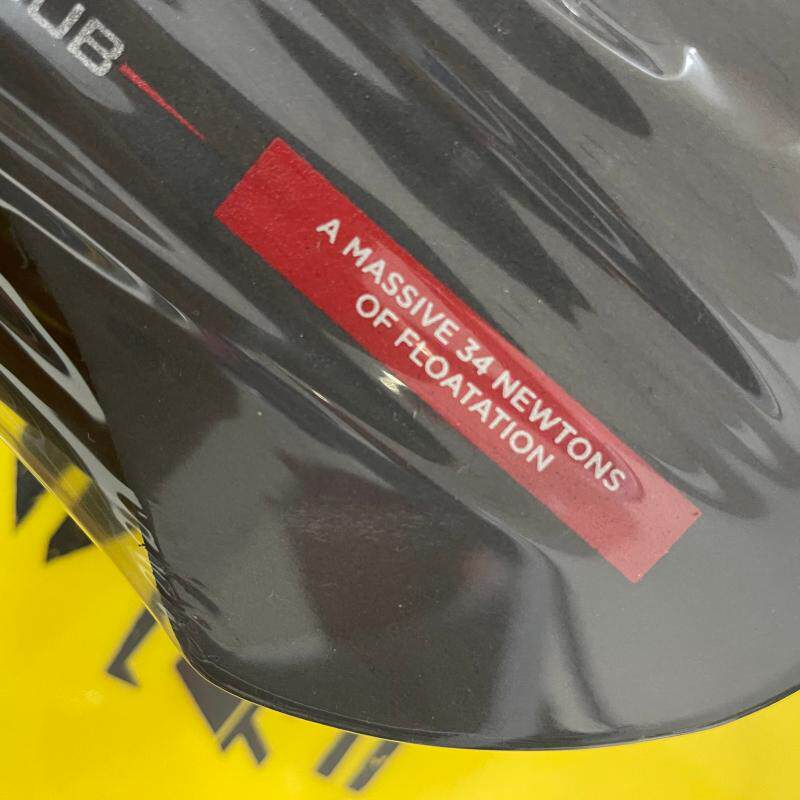 UB
A MASSIVE 34 NEWTONS
OF FLOATATION